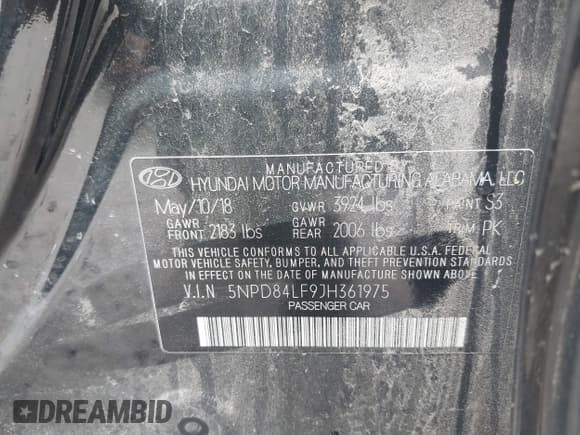 MANUFACTURED BY
HYUNDAI MOTOR MANUFACTURING ALABAMA, LLC
May/10/18 GVWR 3924 lbs PAINT S3
GAWR FRONT 2183 lbs GAWR REAR 2006 lbs TRIM PK
THIS VEHICLE CONFORMS TO ALL APPLICABLE U.S.A. FEDERAL
MOTOR VEHICLE SAFETY, BUMPER, AND THEFT PREVENTION STANDARDS
IN EFFECT ON THE DATE OF MANUFACTURE SHOWN ABOVE.
V.I.N 5NPD84LF9JH361975
PASSENGER CAR
DREAMBID